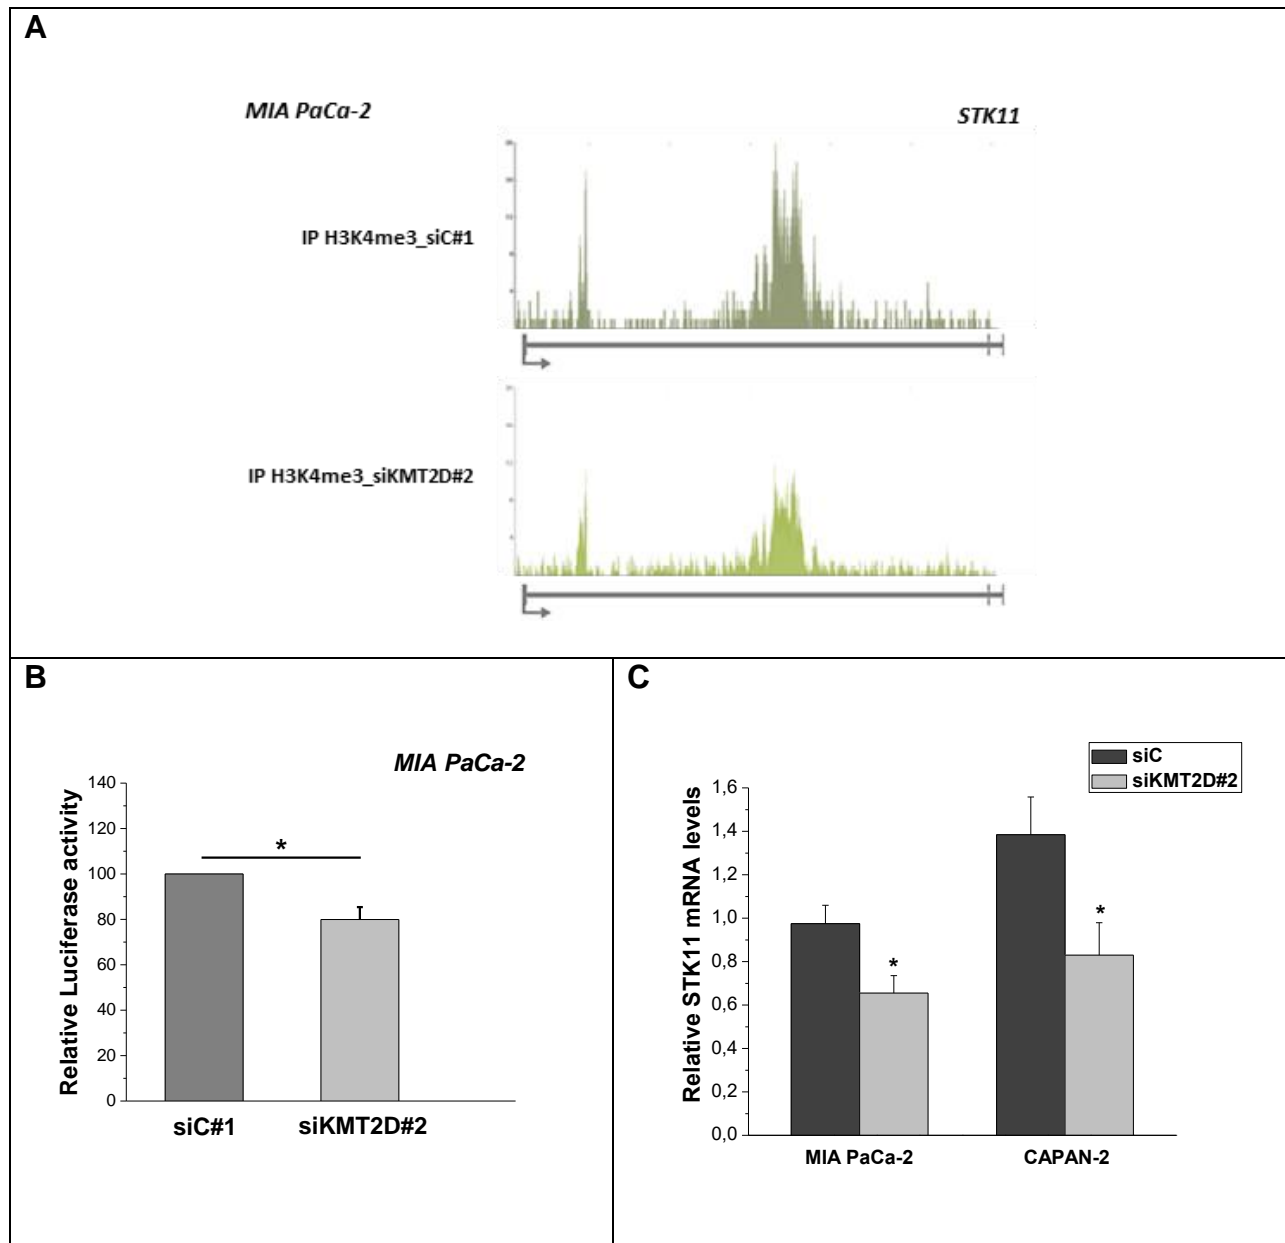 A
MIA PaCa-2
STK11
IP H3K4me3_siC#1
IP H3K4me3_siKMT2D#2
B
MIA PaCa-2
Relative Luciferase activity
140
120
100
80
60
40
20
0
*
siC#1
siKMT2D#2
C
siC
siKMT2D#2
Relative STK11 mRNA levels
1,6
1,4
1,2
1,0
0,8
0,6
0,4
0,2
0,0
*
*
MIA PaCa-2
CAPAN-2